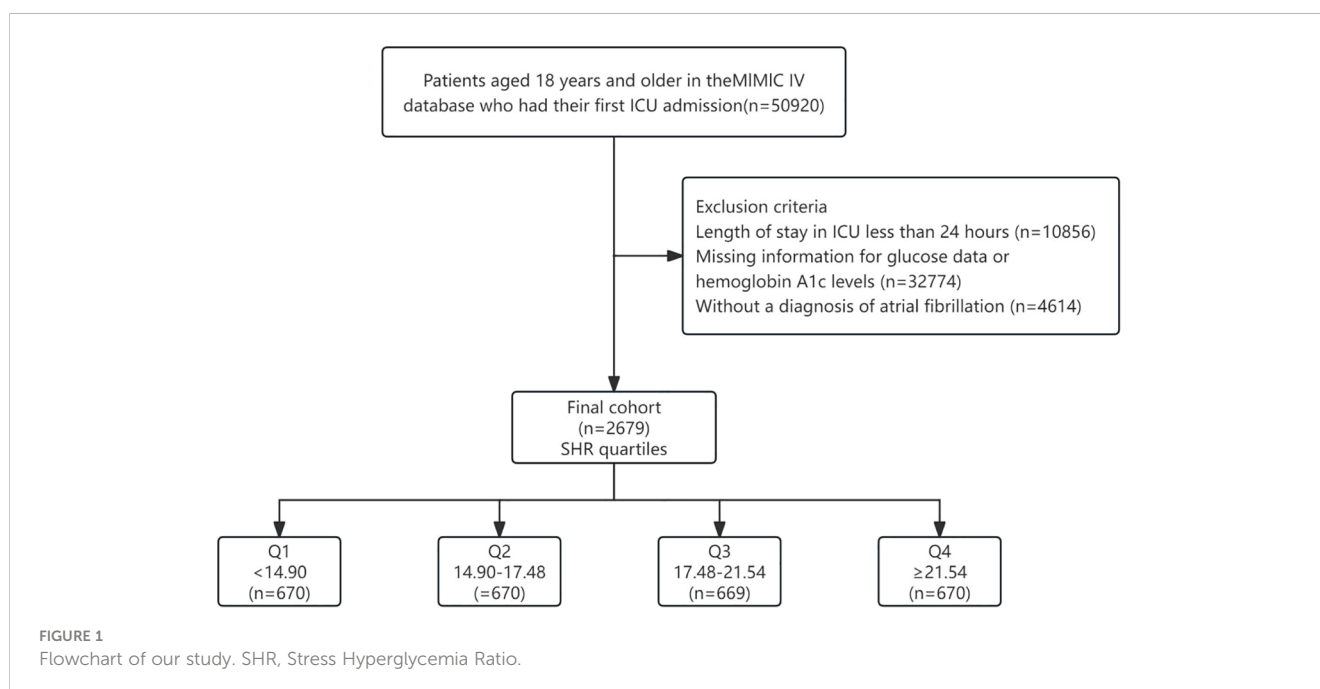 Patients aged 18 years and older in theMIMIC IV
database who had their first ICU admission(n=50920)
Exclusion criteria
Length of stay in ICU less than 24 hours (n=10856)
Missing information for glucose data or
hemoglobin A1c levels (n=32774)
Without a diagnosis of atrial fibrillation (n=4614)
Final cohort
(n=2679)
SHR quartiles
Q1
<14.90
(n=670)
Q2
14.90-17.48
(=670)
Q3
17.48-21.54
(n=669)
Q4
≥21.54
(n=670)
FIGURE 1
Flowchart of our study. SHR, Stress Hyperglycemia Ratio.